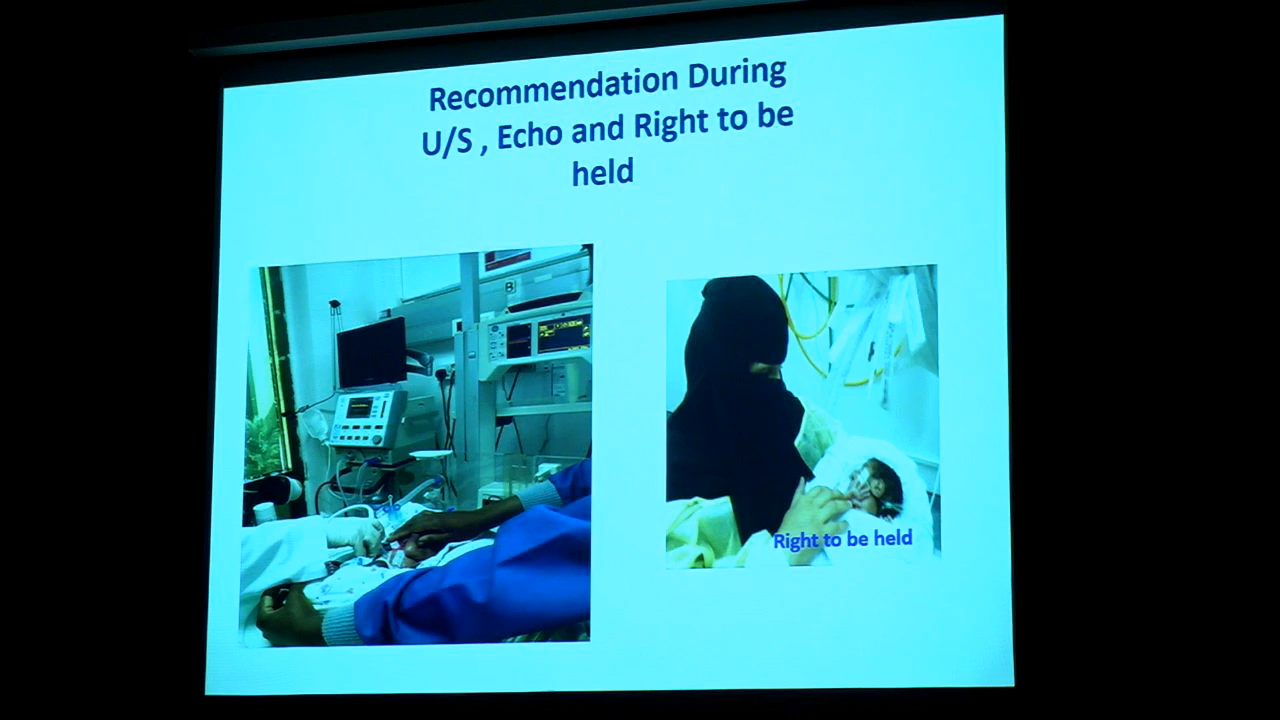 Recommendation During
U/S , Echo and Right to be
held
B
Right to be held